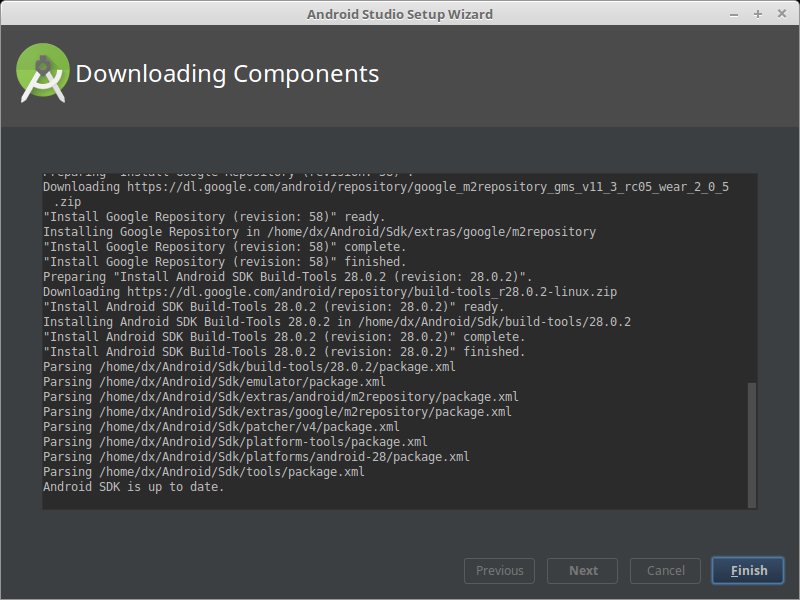 Android Studio Setup Wizard
Downloading Components
Preparing "Install Google Repository (revision: 58)".
Downloading https://dl.google.com/android/repository/google_m2repository_gms_v11_3_rc05_wear_2_0_5
.zip
"Install Google Repository (revision: 58)" ready.
Installing Google Repository in /home/dx/Android/Sdk/extras/google/m2repository
"Install Google Repository (revision: 58)" complete.
"Install Google Repository (revision: 58)" finished.
Preparing "Install Android SDK Build-Tools 28.0.2 (revision: 28.0.2)".
Downloading https://dl.google.com/android/repository/build-tools_r28.0.2-linux.zip
"Install Android SDK Build-Tools 28.0.2 (revision: 28.0.2)" ready.
Installing Android SDK Build-Tools 28.0.2 in /home/dx/Android/Sdk/build-tools/28.0.2
"Install Android SDK Build-Tools 28.0.2 (revision: 28.0.2)" complete.
"Install Android SDK Build-Tools 28.0.2 (revision: 28.0.2)" finished.
Parsing /home/dx/Android/Sdk/build-tools/28.0.2/package.xml
Parsing /home/dx/Android/Sdk/emulator/package.xml
Parsing /home/dx/Android/Sdk/extras/android/m2repository/package.xml
Parsing /home/dx/Android/Sdk/extras/google/m2repository/package.xml
Parsing /home/dx/Android/Sdk/patcher/v4/package.xml
Parsing /home/dx/Android/Sdk/platform-tools/package.xml
Parsing /home/dx/Android/Sdk/platforms/android-28/package.xml
Parsing /home/dx/Android/Sdk/tools/package.xml
Android SDK is up to date.
Previous
Next
Cancel
Finish